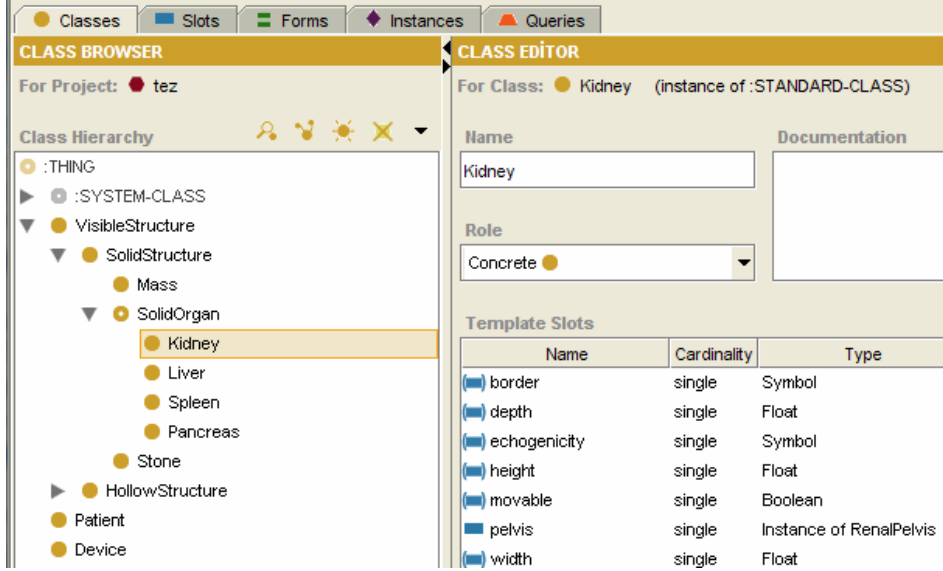 Classes Slots Forms Instances Queries
CLASS BROWSER
For Project: tez
Class Hierarchy
:THING
:SYSTEM-CLASS
VisibleStructure
SolidStructure
Mass
SolidOrgan
Kidney
Liver
Spleen
Pancreas
Stone
HollowStructure
Patient
Device
CLASS EDİTOR
For Class: Kidney (instance of :STANDARD-CLASS)
Name Documentation
Kidney
Role
Concrete
Template Slots
Name Cardinality Type
border single Symbol
depth single Float
echogenicity single Symbol
height single Float
movable single Boolean
pelvis single Instance of RenalPelvis
width single Float